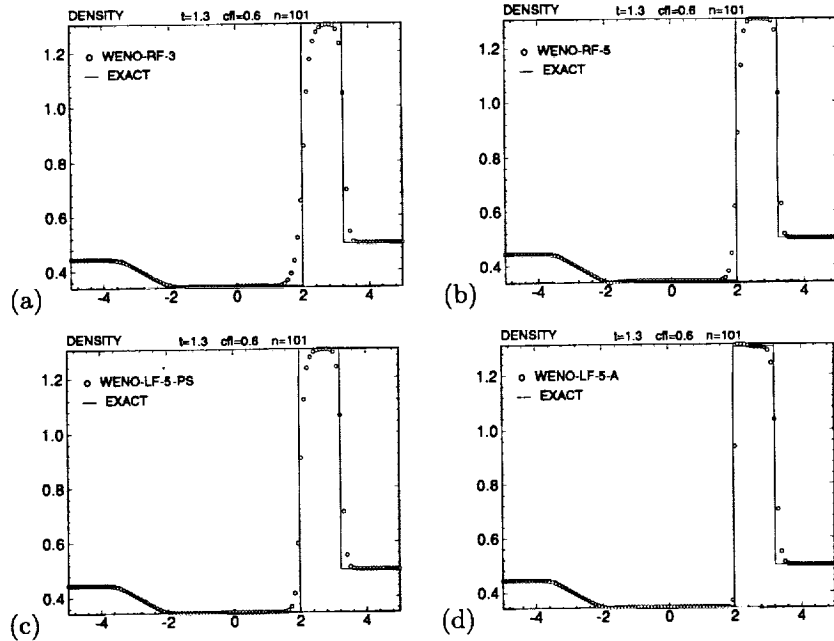 DENSITY t=1.3 cfl=0.6 n=101
WENO-RF-3
EXACT
1.2
1.0
0.8
0.6
0.4
-4 -2 0 2 4
(a)
DENSITY t=1.3 cfl=0.6 n=101
WENO-RF-5
EXACT
1.2
1.0
0.8
0.6
0.4
-4 -2 0 2 4
(b)
DENSITY t=1.3 cfl=0.6 n=101
WENO-LF-5-PS
EXACT
1.2
1.0
0.8
0.6
0.4
-4 -2 0 2 4
(c)
DENSITY t=1.3 cfl=0.6 n=101
WENO-LF-5-A
EXACT
1.2
1.0
0.8
0.6
0.4
-4 -2 0 2 4
(d)